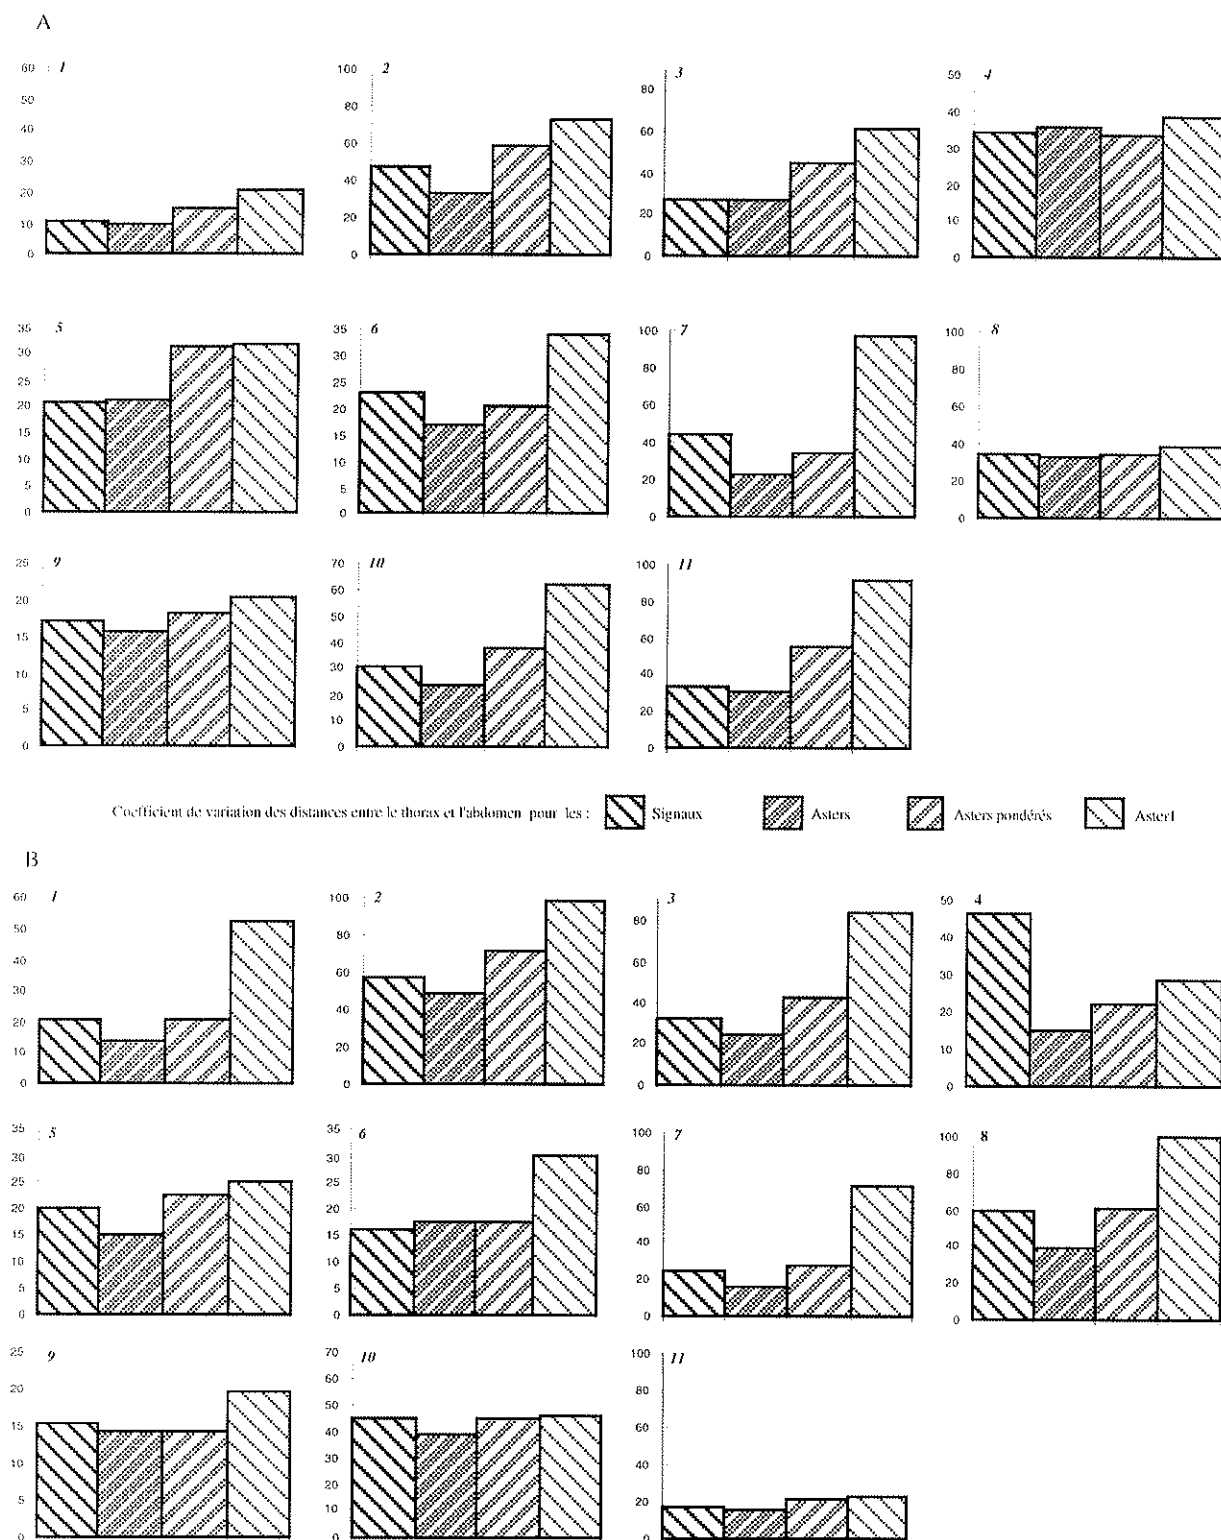 A
1 2 3 4
60 50 40 30 20 10 0
100 80 60 40 20 0
80 60 40 20 0
50 40 30 20 10 0
5 6 7 8
35 30 25 20 15 10 5 0
35 30 25 20 15 10 5 0
100 80 60 40 20 0
100 80 60 40 20 0
9 10 11
25 20 15 10 5 0
70 60 50 40 30 20 10 0
100 80 60 40 20 0
Coefficient de variation des distances entre le thorax et l'abdomen pour les : Signaux Asters Asters pondérés Aster1
B
1 2 3 4
60 50 40 30 20 10 0
100 80 60 40 20 0
80 60 40 20 0
50 40 30 20 10 0
5 6 7 8
35 30 25 20 15 10 5 0
35 30 25 20 15 10 5 0
100 80 60 40 20 0
100 80 60 40 20 0
9 10 11
25 20 15 10 5 0
70 60 50 40 30 20 10 0
100 80 60 40 20 0